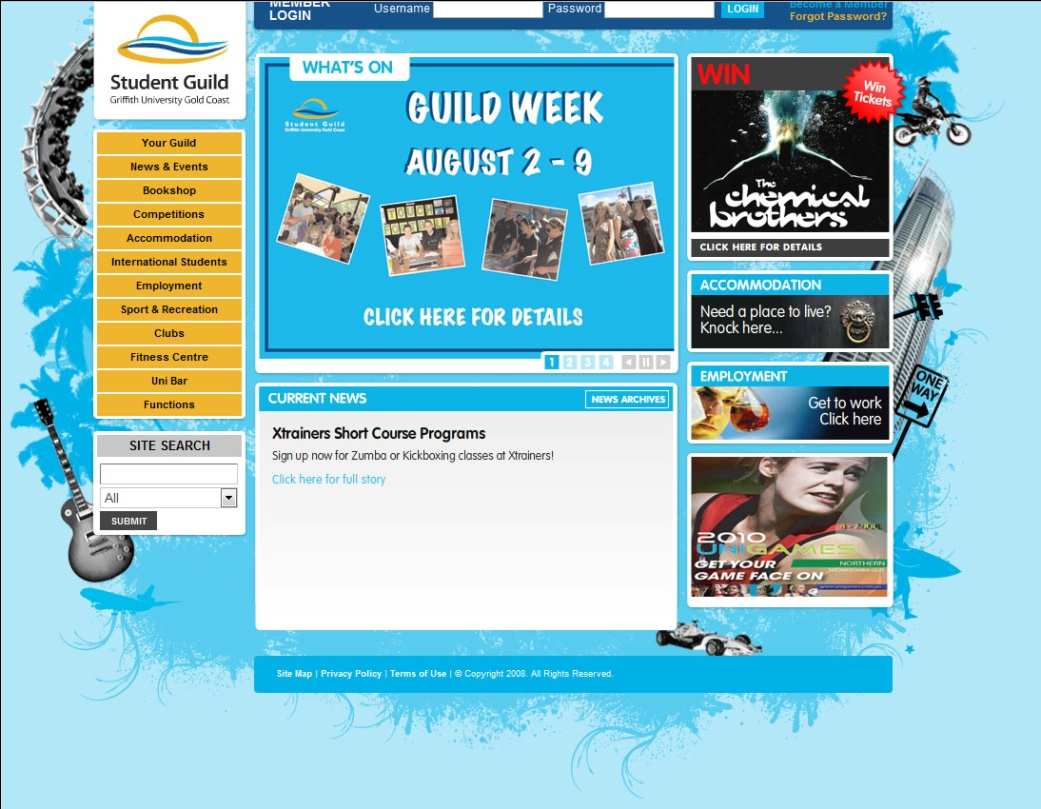 MEMBER
LOGIN
Username
Password
LOGIN
Become a Member
Forgot Password?
Student Guild
Griffith University Gold Coast
Your Guild
News & Events
Bookshop
Competitions
Accommodation
International Students
Employment
Sport & Recreation
Clubs
Fitness Centre
Uni Bar
Functions
SITE SEARCH
All
SUBMIT
WHAT'S ON
Student Guild
Griffith University Gold Coast
GUILD WEEK
AUGUST 2 - 9
CLICK HERE FOR DETAILS
1 2 3 4
CURRENT NEWS
NEWS ARCHIVES
Xtrainers Short Course Programs
Sign up now for Zumba or Kickboxing classes at Xtrainers!
Click here for full story
WIN
Win
Tickets
The
chemical
brothers
CLICK HERE FOR DETAILS
ACCOMMODATION
Need a place to live?
Knock here...
EMPLOYMENT
Get to work
Click here
2010
UNIGAMES
GET YOUR
GAME FACE ON
NORTHERN
ONE
WAY
Site Map | Privacy Policy | Terms of Use | © Copyright 2008. All Rights Reserved.